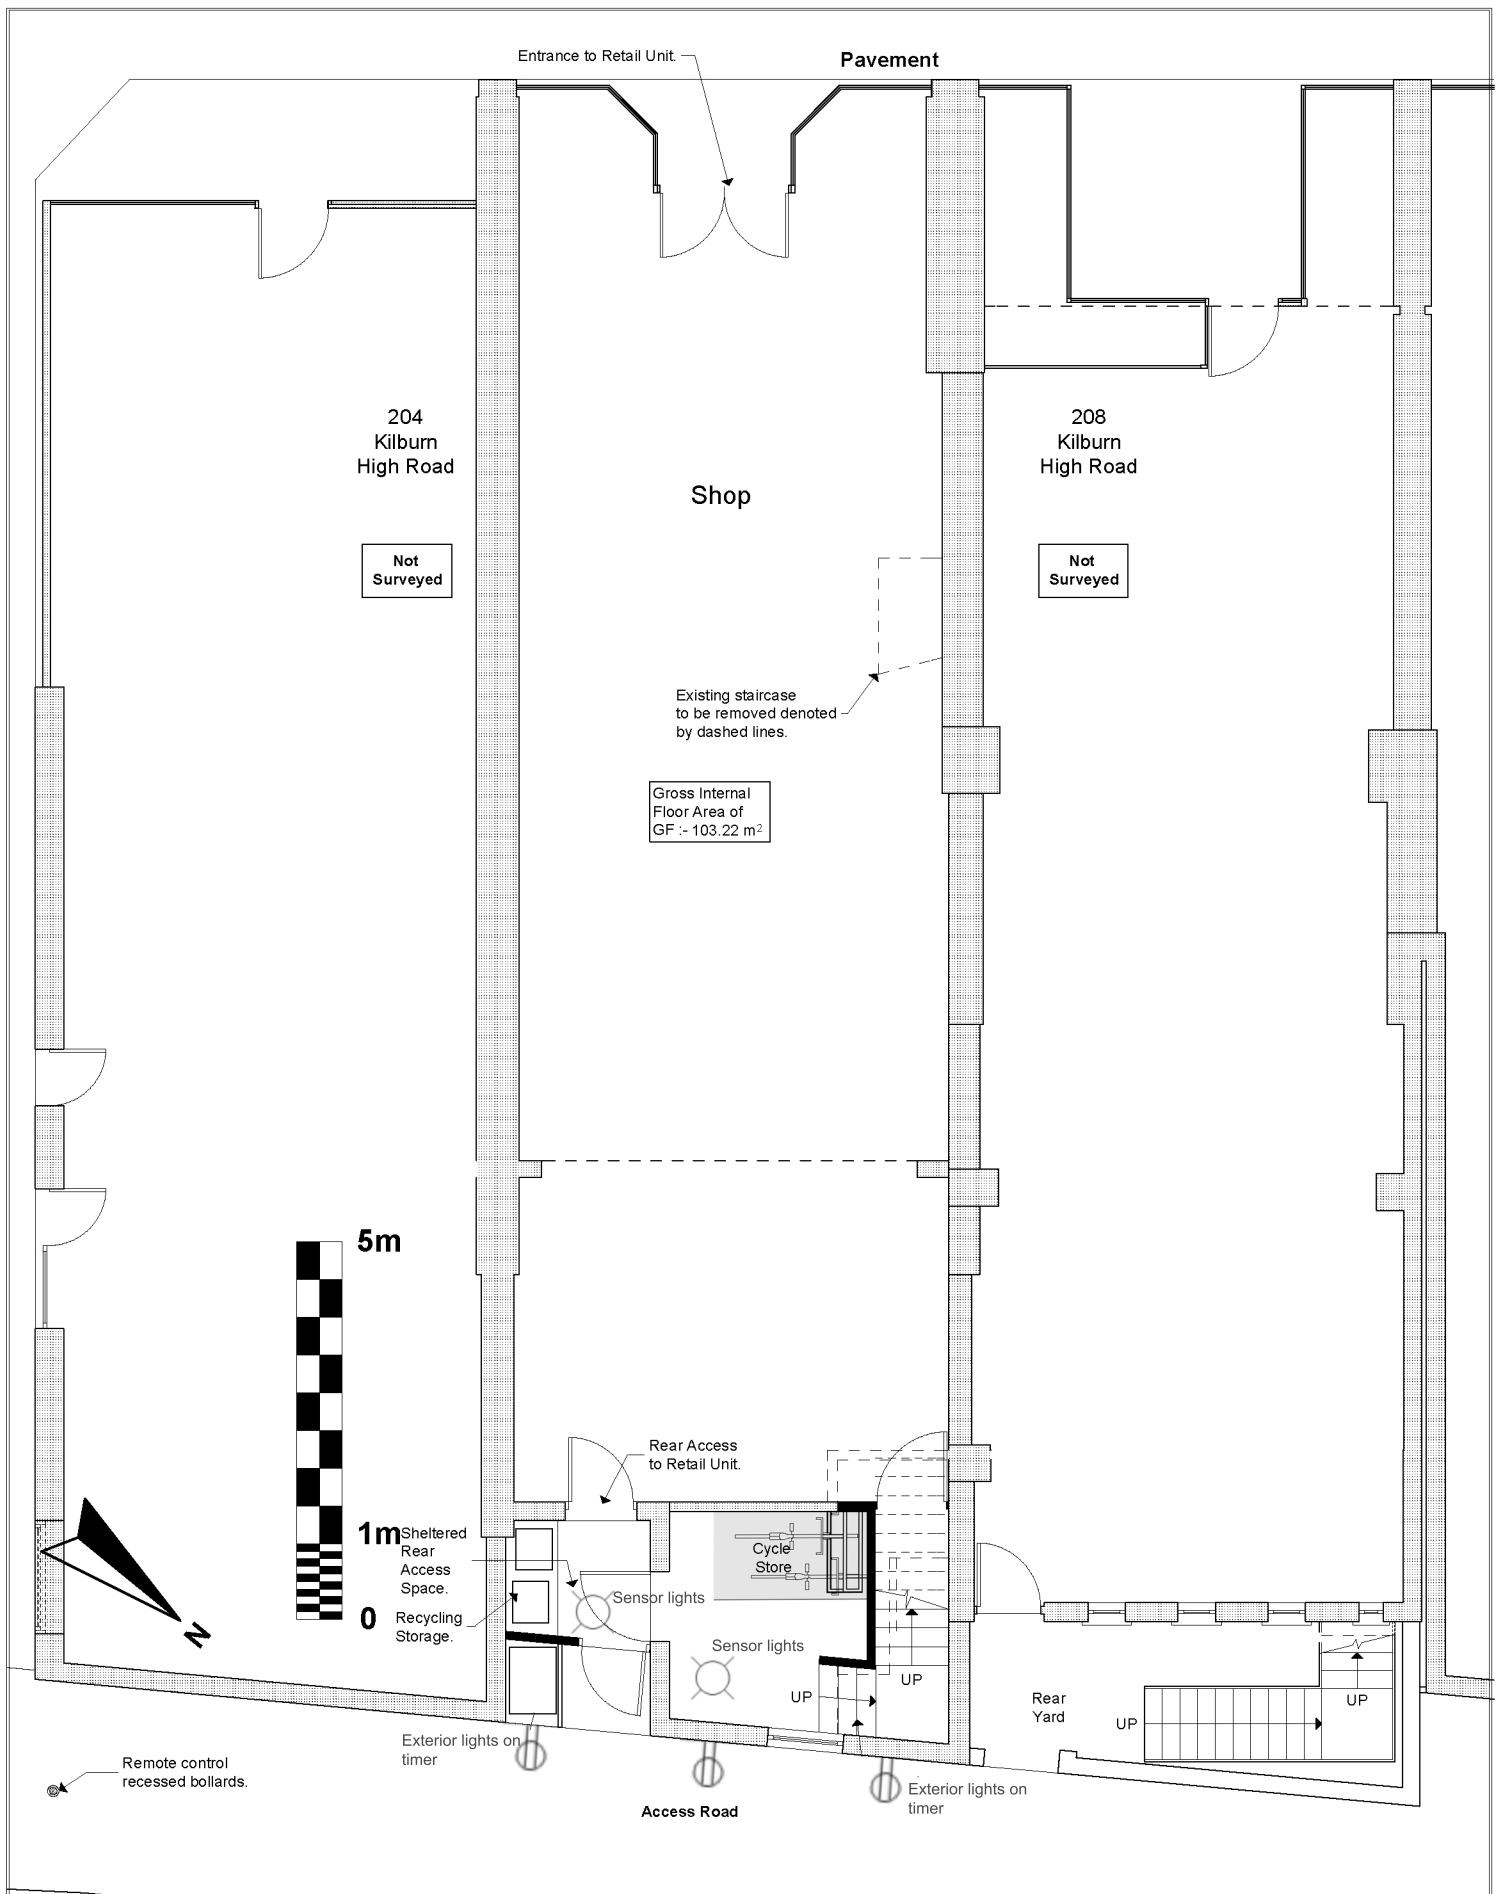 Entrance to Retail Unit.
Pavement
204
Kilburn
High Road
208
Kilburn
High Road
Shop
Not
Surveyed
Not
Surveyed
Existing staircase
to be removed denoted
by dashed lines.
Gross Internal
Floor Area of
GF :- 103.22 m²
5m
1m
0
N
Rear Access
to Retail Unit.
Sheltered
Rear
Access
Space.
Recycling
Storage.
Cycle
Store
Sensor lights
Sensor lights
UP
UP
Rear
Yard
UP
UP
Exterior lights on
timer
Remote control
recessed bollards.
Exterior lights on
timer
Access Road